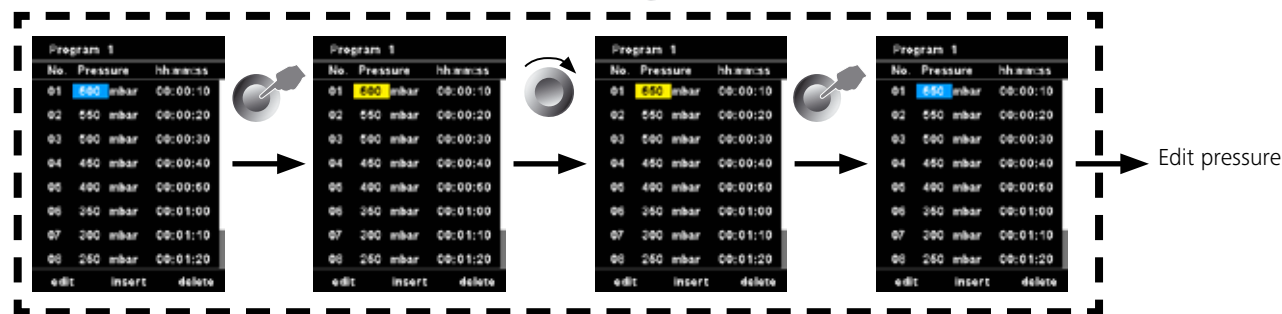 Program 1
No. Pressure hh:mm:ss
01 600 mbar 00:00:10
02 550 mbar 00:00:20
03 500 mbar 00:00:30
04 450 mbar 00:00:40
05 400 mbar 00:00:50
06 350 mbar 00:01:00
07 300 mbar 00:01:10
08 250 mbar 00:01:20
edit insert delete
Program 1
No. Pressure hh:mm:ss
01 600 mbar 00:00:10
02 550 mbar 00:00:20
03 500 mbar 00:00:30
04 450 mbar 00:00:40
05 400 mbar 00:00:50
06 350 mbar 00:01:00
07 300 mbar 00:01:10
08 250 mbar 00:01:20
edit insert delete
Program 1
No. Pressure hh:mm:ss
01 650 mbar 00:00:10
02 550 mbar 00:00:20
03 500 mbar 00:00:30
04 450 mbar 00:00:40
05 400 mbar 00:00:50
06 350 mbar 00:01:00
07 300 mbar 00:01:10
08 250 mbar 00:01:20
edit insert delete
Program 1
No. Pressure hh:mm:ss
01 650 mbar 00:00:10
02 550 mbar 00:00:20
03 500 mbar 00:00:30
04 450 mbar 00:00:40
05 400 mbar 00:00:50
06 350 mbar 00:01:00
07 300 mbar 00:01:10
08 250 mbar 00:01:20
edit insert delete
Edit pressure